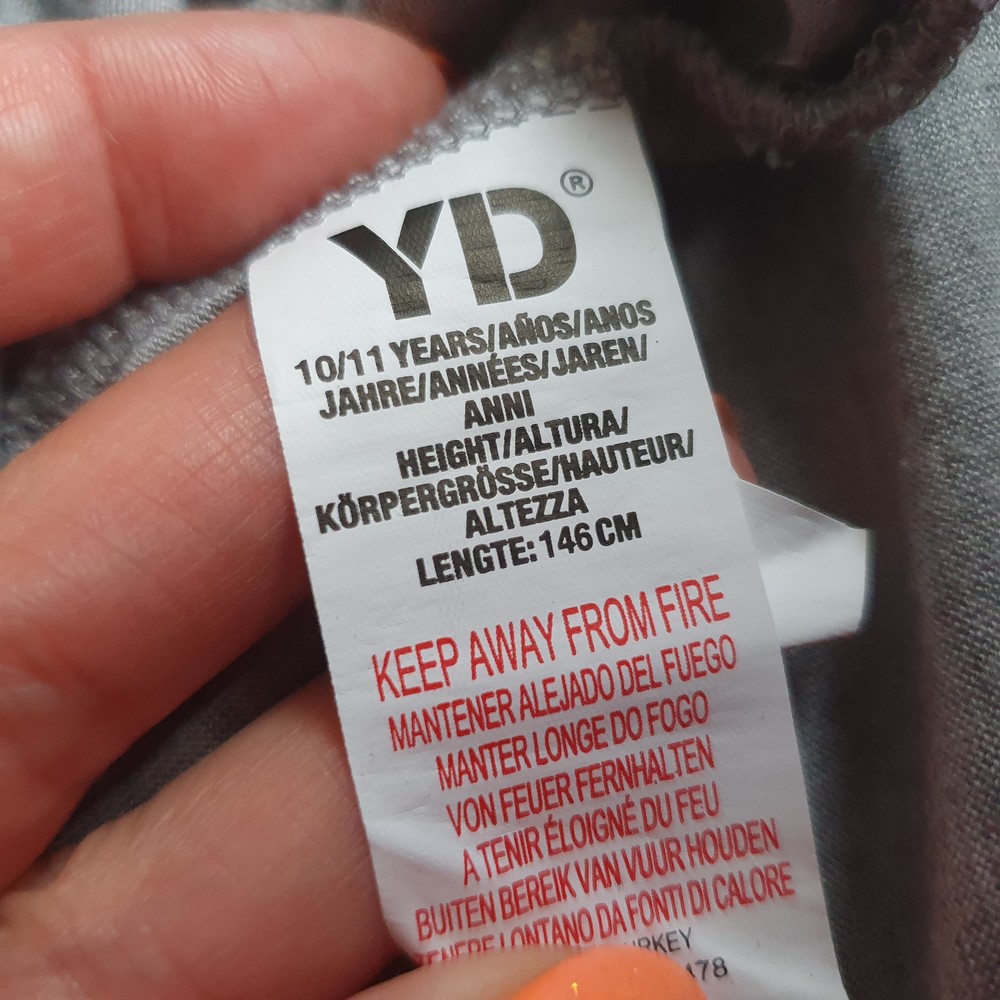 YD®
10/11 YEARS/AÑOS/ANOS
JAHRE/ANNÉES/JAREN/
ANNI
HEIGHT/ALTURA/
KÖRPERGRÖSSE/HAUTEUR/
ALTEZZA
LENGTE: 146 CM
KEEP AWAY FROM FIRE
MANTENER ALEJADO DEL FUEGO
MANTER LONGE DO FOGO
VON FEUER FERNHALTEN
A TENIR ÉLOIGNÉ DU FEU
BUITEN BEREIK VAN VUUR HOUDEN
TENERE LONTANO DA FONTI DI CALORE